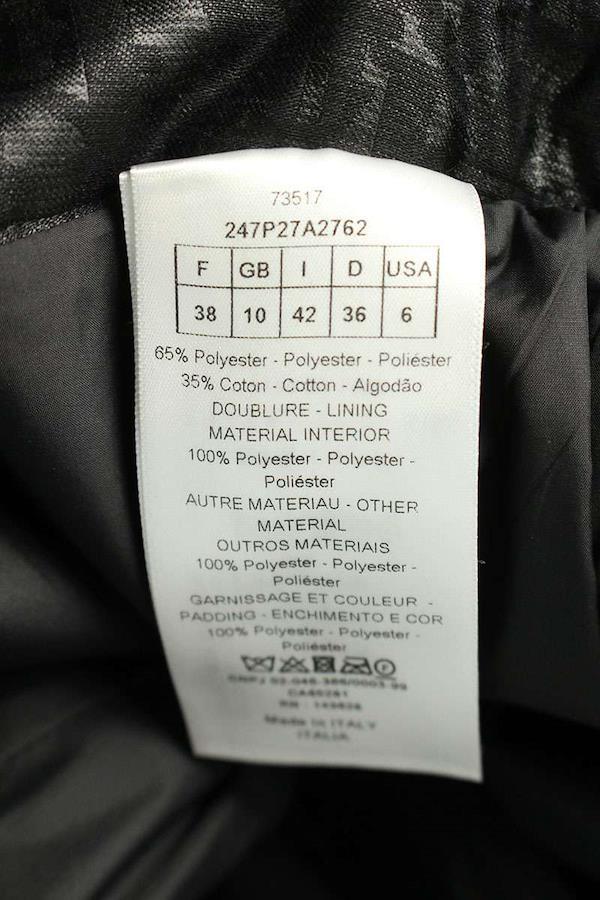 73517
247P27A2762
F GB I D USA
38 10 42 36 6
65% Polyester - Polyester - Poliéster
35% Coton - Cotton - Algodão
DOUBLURE - LINING
MATERIAL INTERIOR
100% Polyester - Polyester -
Poliéster
AUTRE MATERIAU - OTHER
MATERIAL
OUTROS MATERIAIS
100% Polyester - Polyester -
Poliéster
GARNISSAGE ET COULEUR -
PADDING - ENCHIMENTO E COR
100% Polyester - Polyester -
Poliéster
CNPJ
Made in ITALY
ITALIA